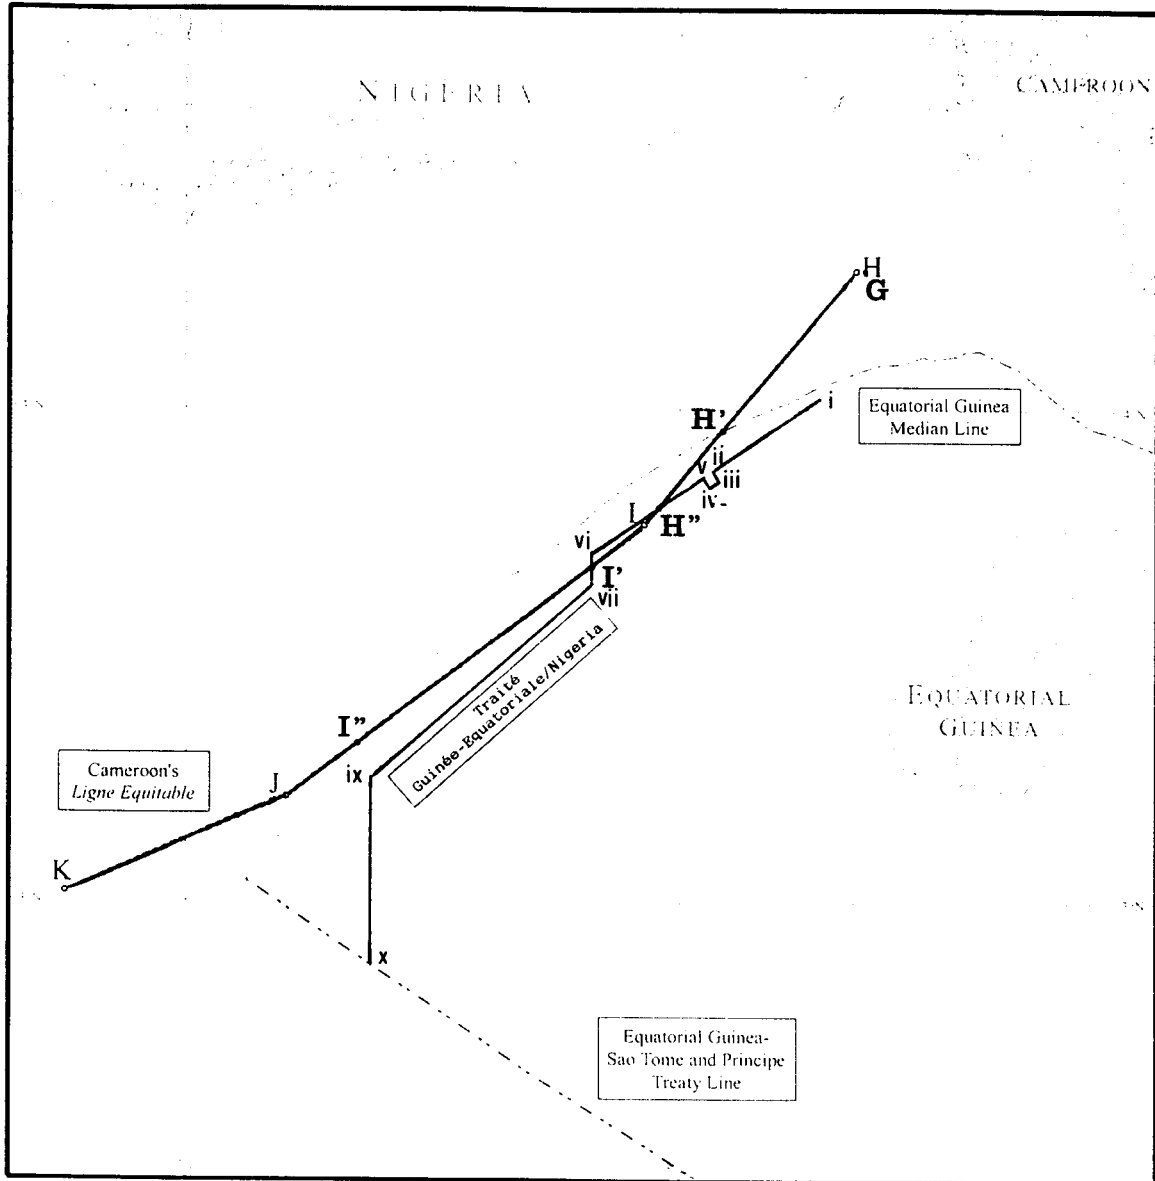 NIGERIA
CAMEROON
H
G
i
Equatorial Guinea
Median Line
H'
ii
v
iii
iv
I
H"
vi
I'
vii
Traité
Guinée-Equatoriale/Nigeria
EQUATORIAL
GUINEA
I"
ix
J
Cameroon's
Ligne Equitable
K
x
Equatorial Guinea-
Sao Tome and Principe
Treaty Line